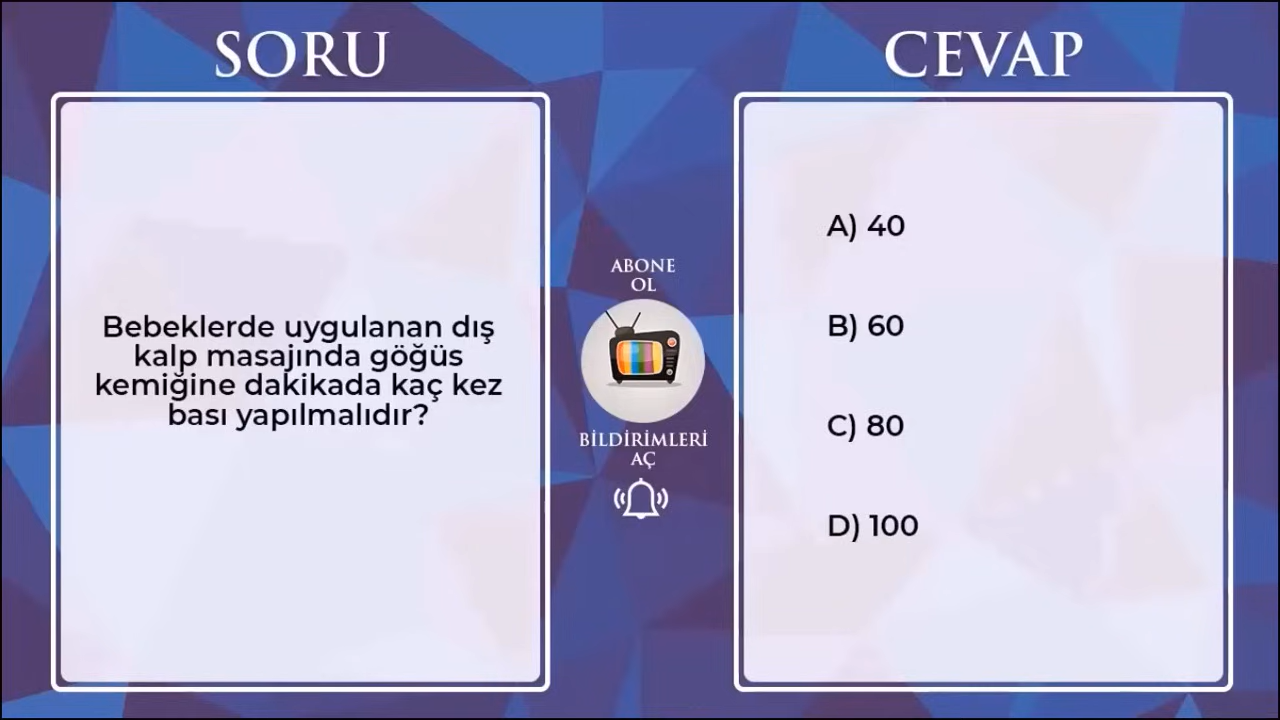 SORU
Bebeklerde uygulanan dış
kalp masajında göğüs
kemiğine dakikada kaç kez
bası yapılmalıdır?
ABONE
OL
BİLDİRİMLERİ
AÇ
CEVAP
A) 40
B) 60
C) 80
D) 100